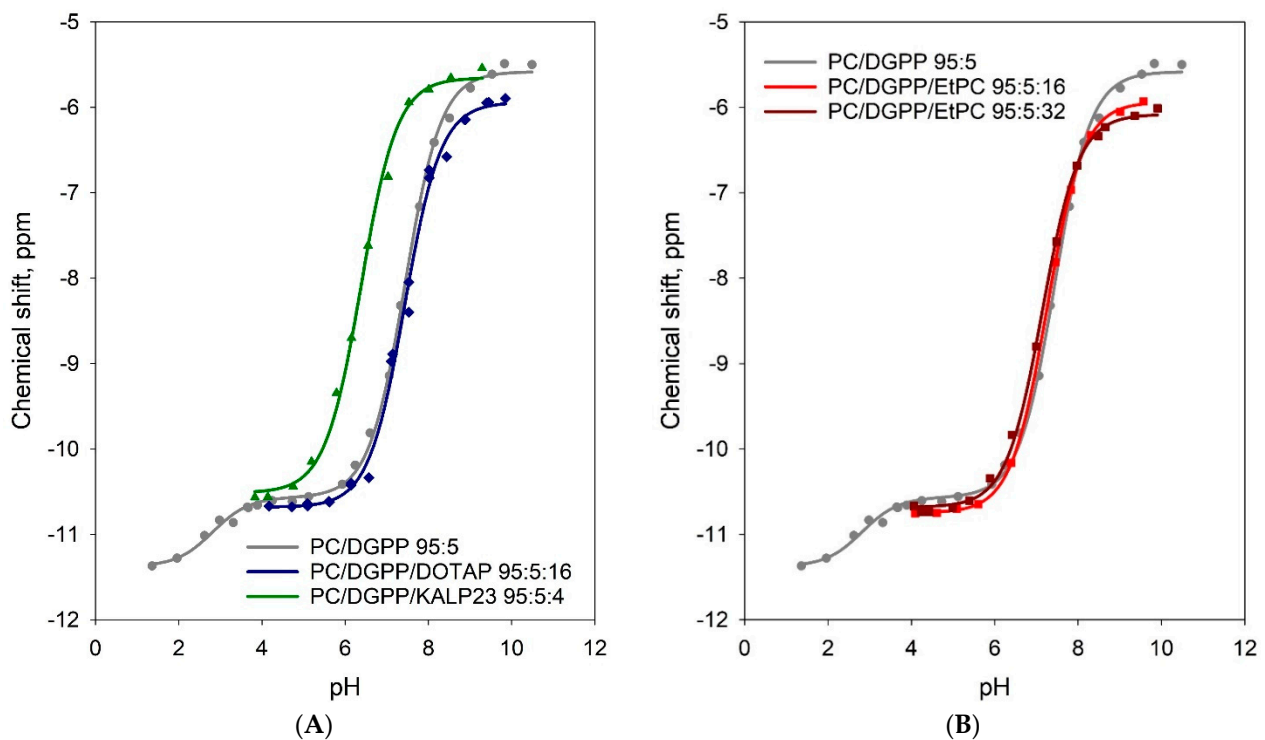 -5
-6
-7
-8
-9
-10
-11
-12
Chemical shift, ppm
PC/DGPP 95:5
PC/DGPP/DOTAP 95:5:16
PC/DGPP/KALP23 95:5:4
0 2 4 6 8 10 12
pH
(A)
-5
-6
-7
-8
-9
-10
-11
-12
Chemical shift, ppm
PC/DGPP 95:5
PC/DGPP/EtPC 95:5:16
PC/DGPP/EtPC 95:5:32
0 2 4 6 8 10 12
pH
(B)